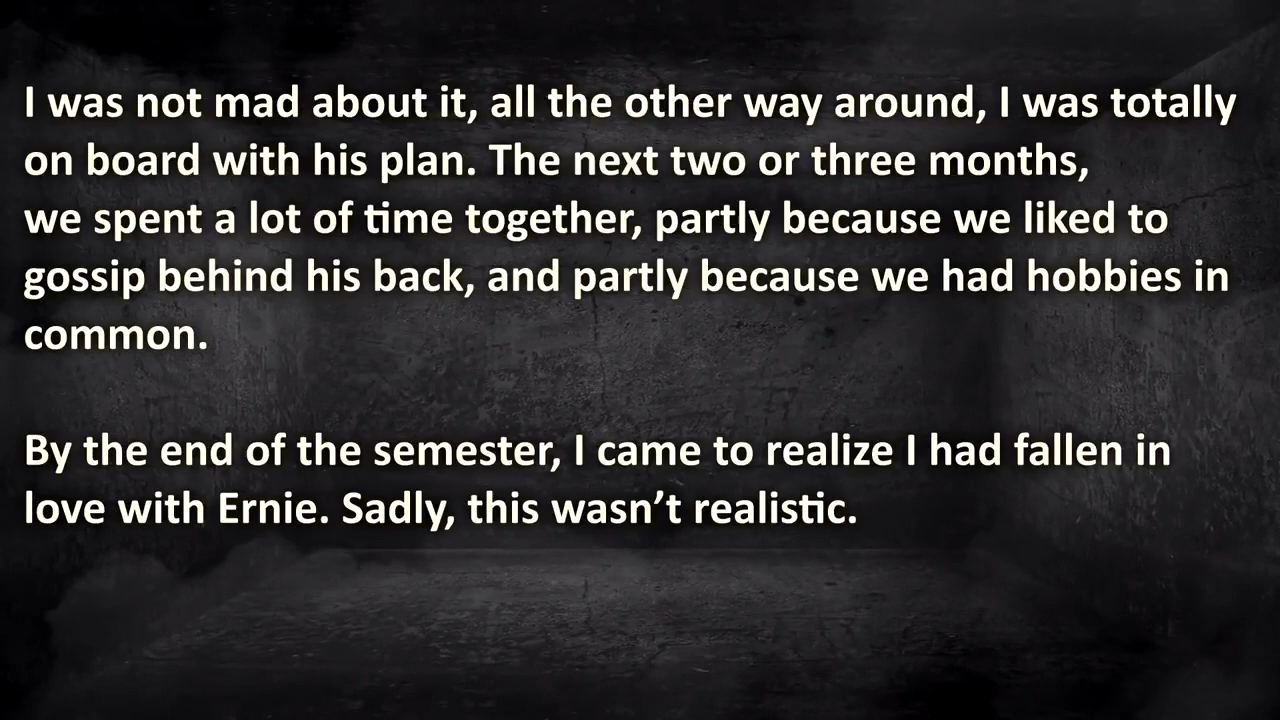 I was not mad about it, all the other way around, I was totally
on board with his plan. The next two or three months,
we spent a lot of time together, partly because we liked to
gossip behind his back, and partly because we had hobbies in
common.
By the end of the semester, I came to realize I had fallen in
love with Ernie. Sadly, this wasn’t realistic.